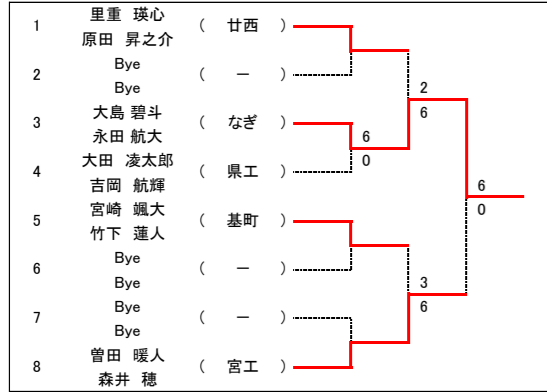 里重 瑛心
1 ( 廿西 )
原田 昇之介
Bye
2 ( ー )
Bye
2
6
大島 碧斗
3 ( なぎ )
永田 航大
6
0
大田 凌太郎
4 ( 県工 )
吉岡 航輝
6
0
宮崎 颯大
5 ( 基町 )
竹下 蓮人
Bye
6 ( ー )
Bye
3
6
Bye
7 ( ー )
Bye
曽田 暖人
8 ( 宮工 )
森井 穂